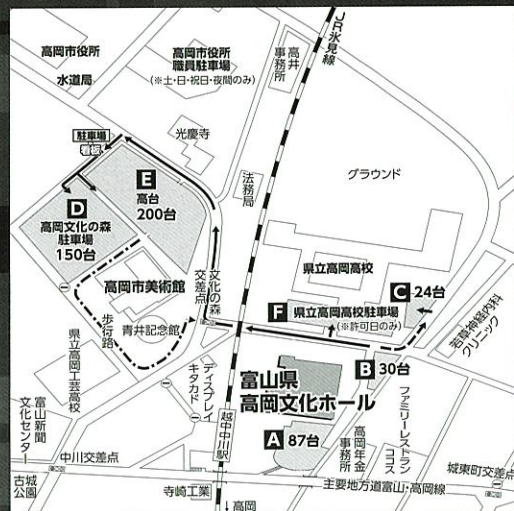 高岡市役所
水道局
高岡市役所
職員駐車場
(※土・日・祝日・夜間のみ)
高井事務所
JR氷見線
駐車場
看板
光慶寺
E
高台
200台
法務局
グラウンド
D
高岡文化の森
駐車場
150台
高岡市美術館
文化の森
交差点
県立高岡高校
C 24台
F 県立高岡高校駐車場
(※許可日のみ)
歩行路
青井記念館
若草神経内科
クリニック
県立高岡工芸高校
ディスプレイ
キタカド
富山県
高岡文化ホール
B 30台
富山新聞
文化センター
越中中川駅
A 87台
高岡年金
事務所
ファミリーレストラン
ココス
中川交差点
城東町交差点
古城
公園
寺崎工業
主要地方道富山・高岡線
↓高岡